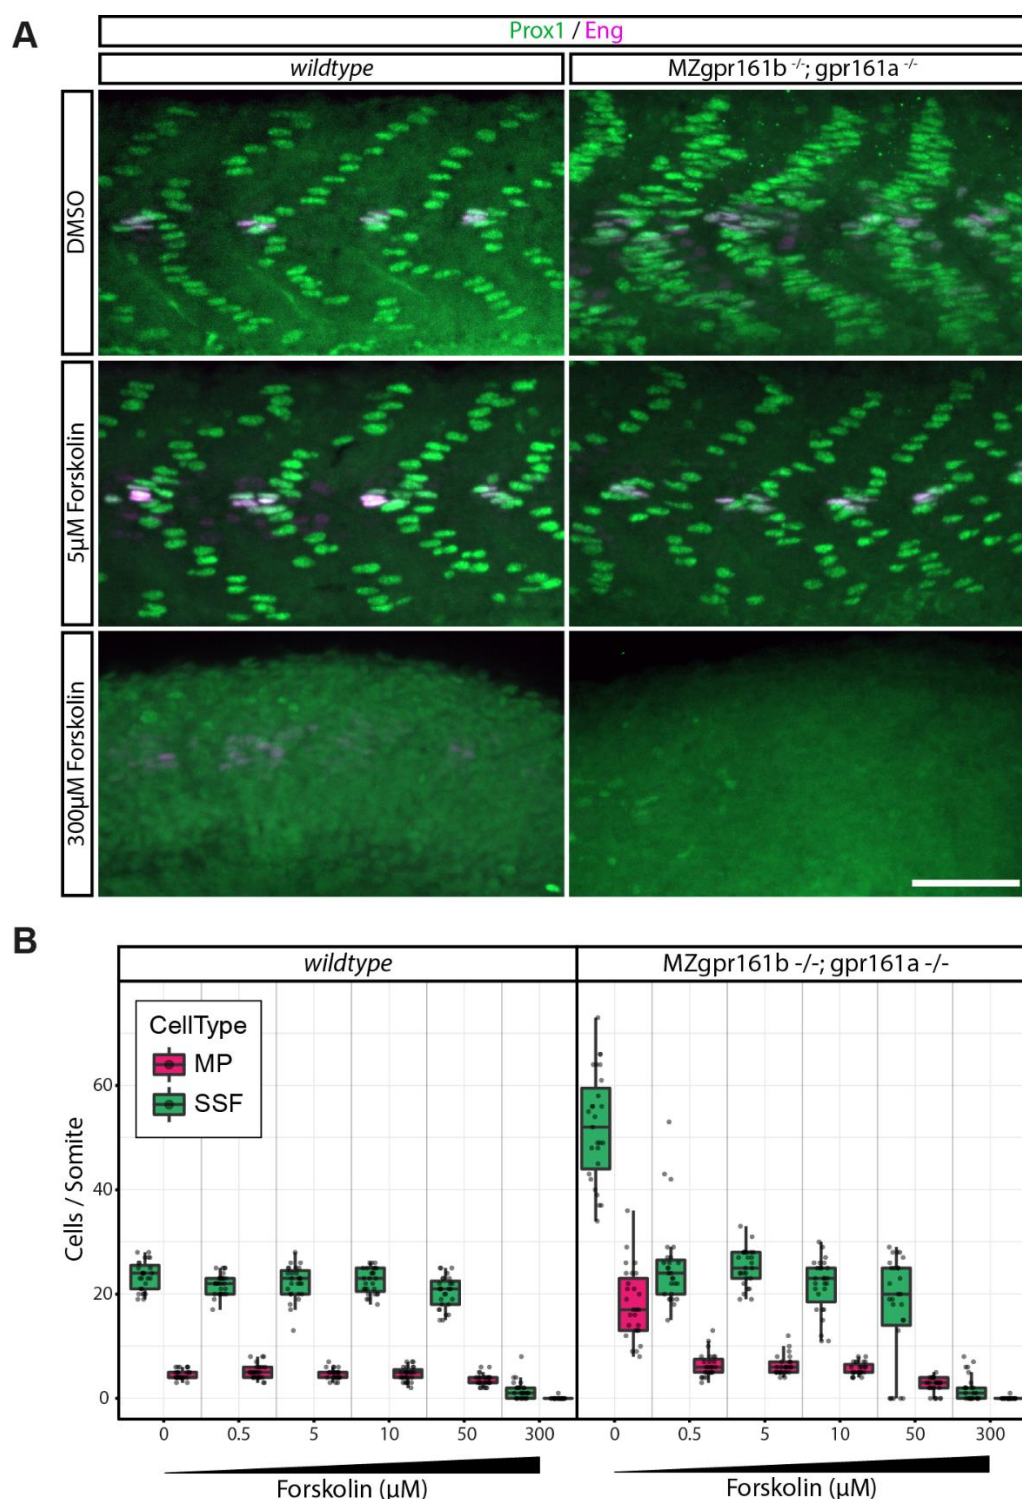 A
Prox1 / Eng
wildtype
MZgpr161b -/-; gpr161a -/-
DMSO
5µM Forskolin
300µM Forskolin
B
wildtype
MZgpr161b -/-; gpr161a -/-
CellType
MP
SSF
Cells / Somite
60
40
20
0
0 0.5 5 10 50 300
0 0.5 5 10 50 300
Forskolin (µM)
Forskolin (µM)